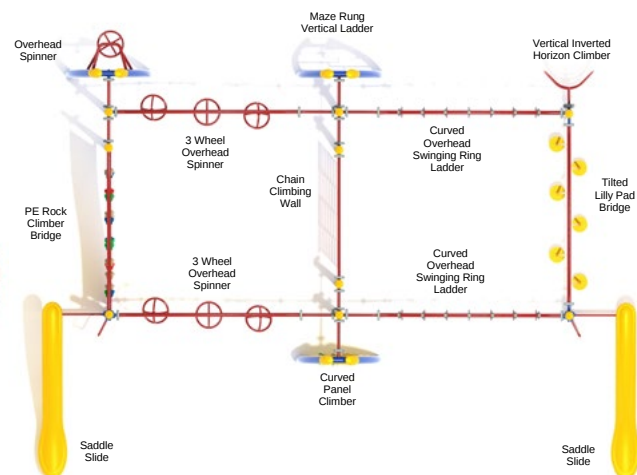 Overhead
Spinner
Maze Rung
Vertical Ladder
Vertical Inverted
Horizon Climber
3 Wheel
Overhead
Spinner
Curved
Overhead
Swinging Ring
Ladder
Chain
Climbing
Wall
Tilted
Lilly Pad
Bridge
PE Rock
Climber
Bridge
3 Wheel
Overhead
Spinner
Curved
Overhead
Swinging Ring
Ladder
Curved
Panel
Climber
Saddle
Slide
Saddle
Slide